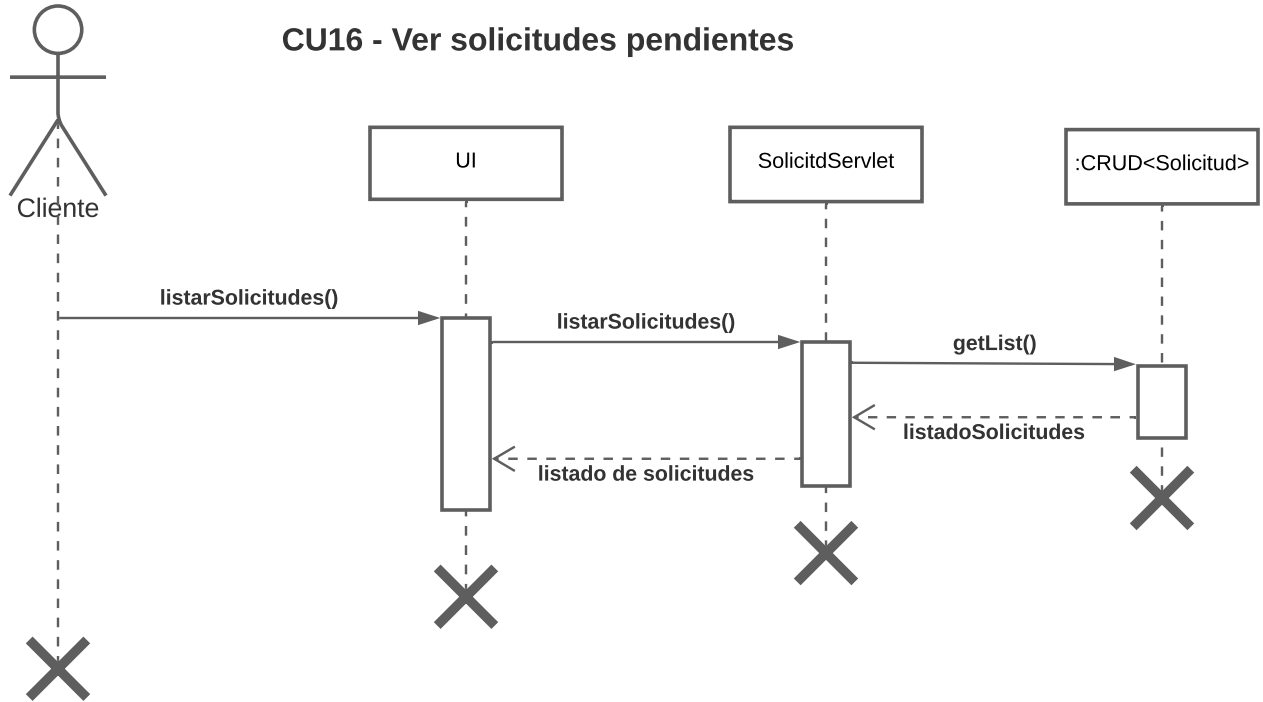 CU16 - Ver solicitudes pendientes
UI
SolicitdServlet
:CRUD<Solicitud>
Cliente
listarSolicitudes()
listarSolicitudes()
getList()
listadoSolicitudes
listado de solicitudes